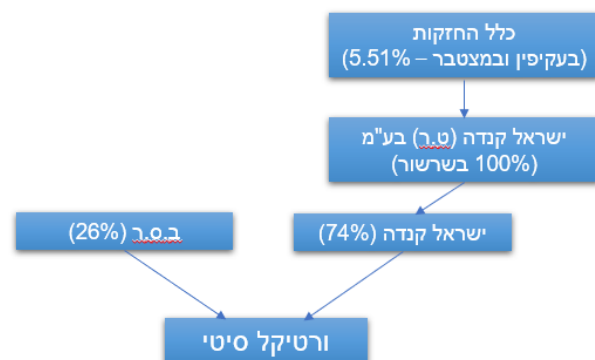 כלל החזקות
(בעקיפין ובמצטבר – 5.51%)
ישראל קנדה (ט.ר) בע"מ
(100% בשרשור)
ישראל קנדה (74%)
ב.ס.ר (26%)
ורטיקל סיטי